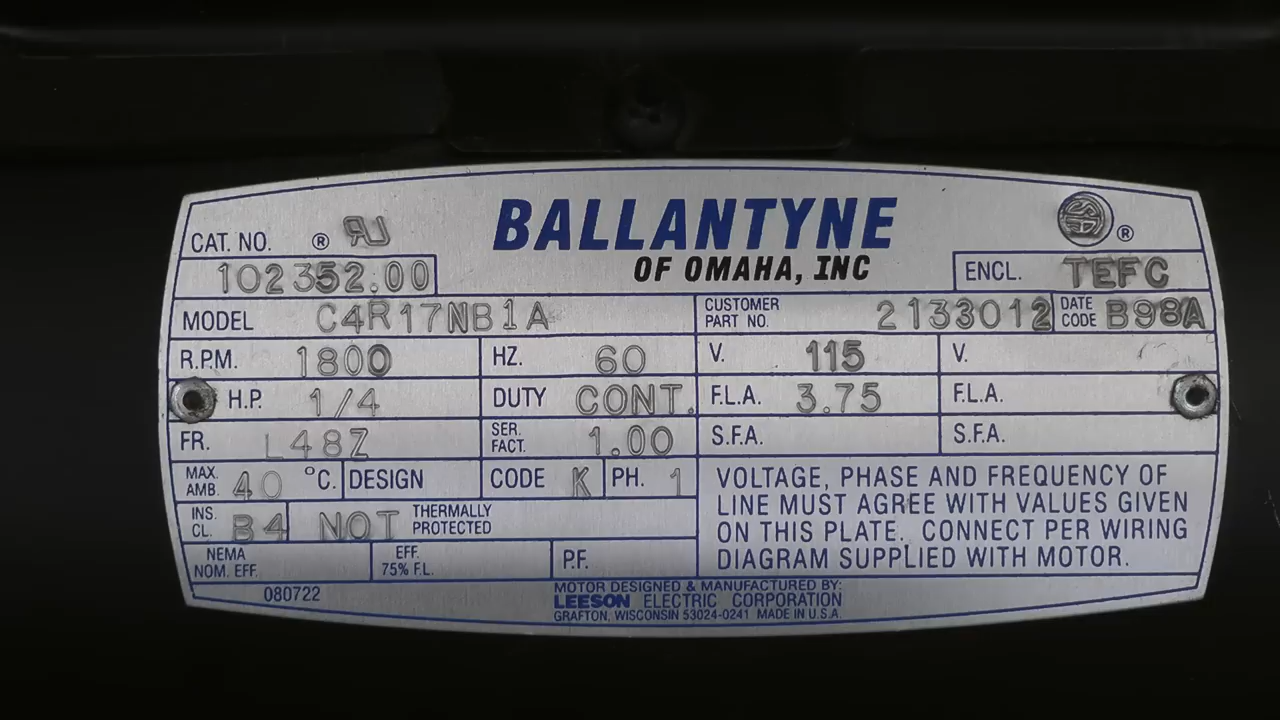 BALLANTYNE
OF OMAHA, INC
CAT. NO. ®
®
102352.00
ENCL. TEFC
MODEL C4R17NB1A
CUSTOMER PART NO. 2133012
DATE CODE B98A
R.P.M. 1800 HZ. 60 V. 115 V.
H.P. 1/4 DUTY CONT. F.L.A. 3.75 F.L.A.
FR. L48Z SER. FACT. 1.00 S.F.A. S.F.A.
MAX. AMB. 40 °C. DESIGN CODE K PH. 1
INS. CL. B4 NOT THERMALLY PROTECTED
NEMA NOM. EFF. EFF. 75% F.L. P.F.
VOLTAGE, PHASE AND FREQUENCY OF
LINE MUST AGREE WITH VALUES GIVEN
ON THIS PLATE. CONNECT PER WIRING
DIAGRAM SUPPLIED WITH MOTOR.
080722
MOTOR DESIGNED & MANUFACTURED BY:
LEESON ELECTRIC CORPORATION
GRAFTON, WISCONSIN 53024-0241 MADE IN U.S.A.